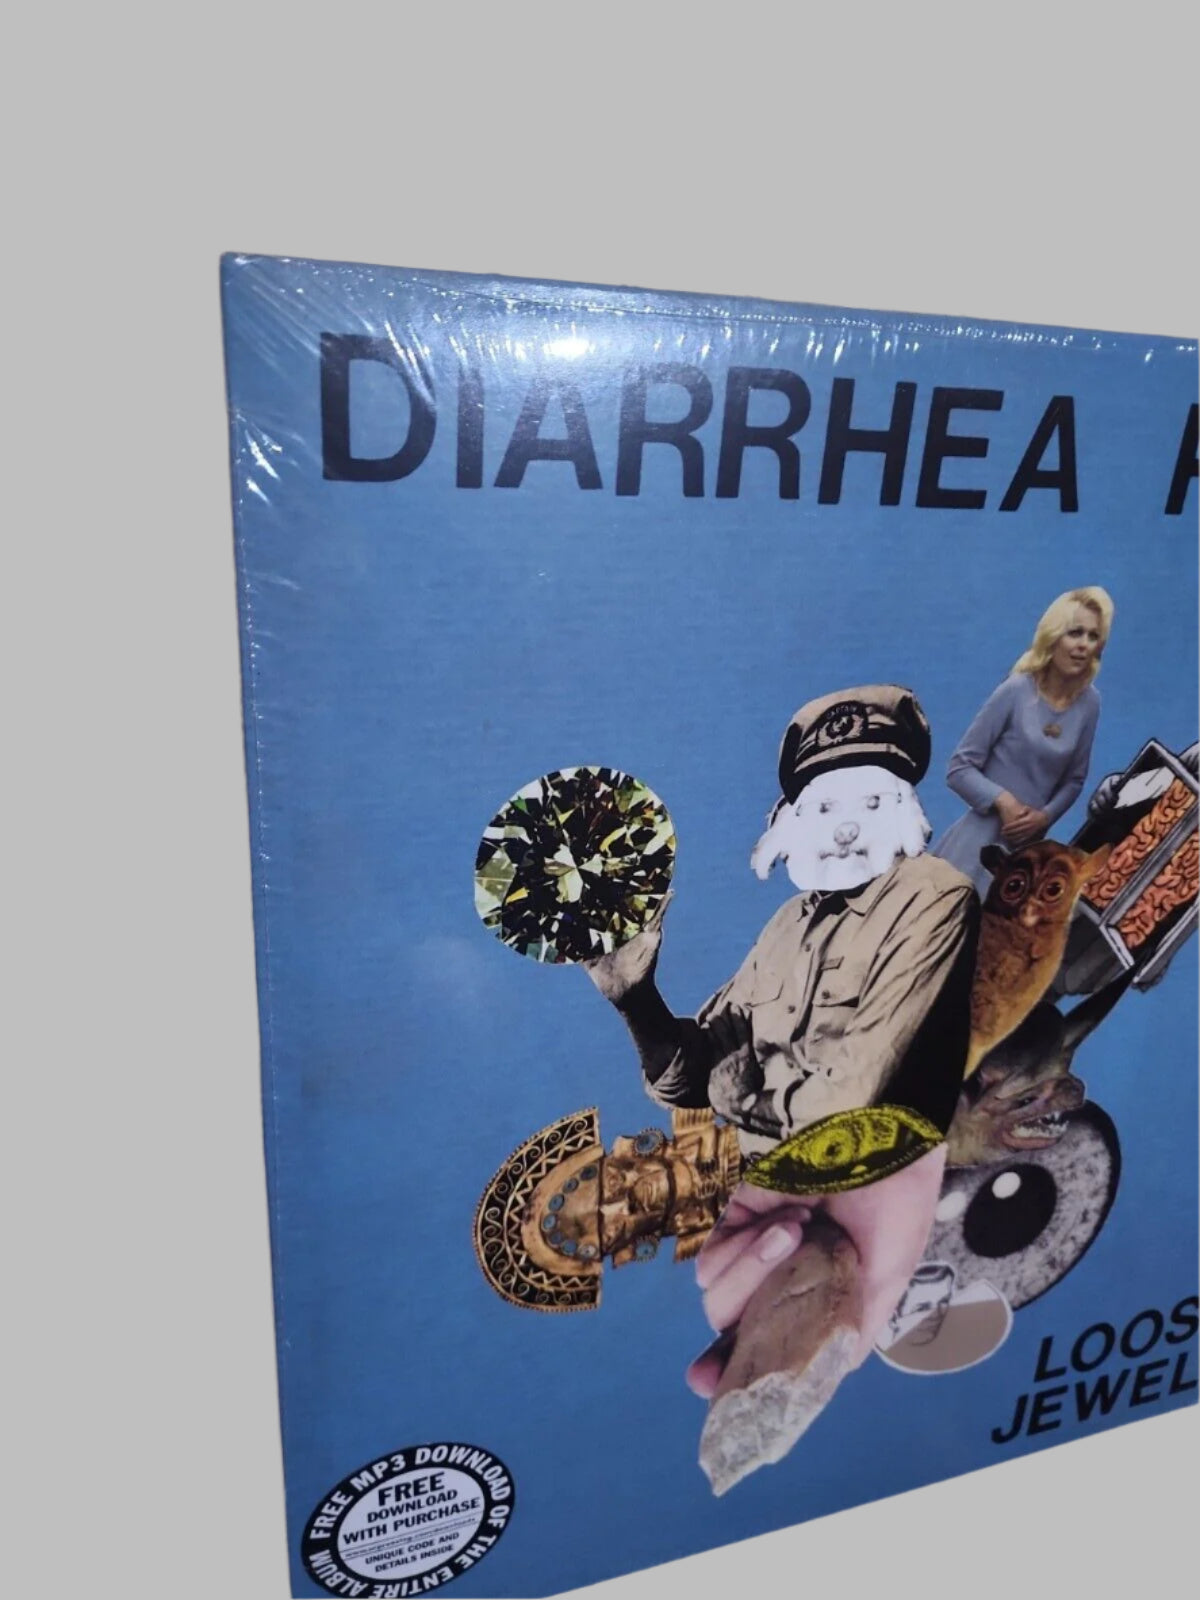 DIARRHEA
CAPTAIN
LOOS
JEWEL
FREE MP3 DOWNLOAD OF THE ENTIRE ALBUM
FREE
DOWNLOAD
WITH PURCHASE
UNIQUE CODE AND
DETAILS INSIDE